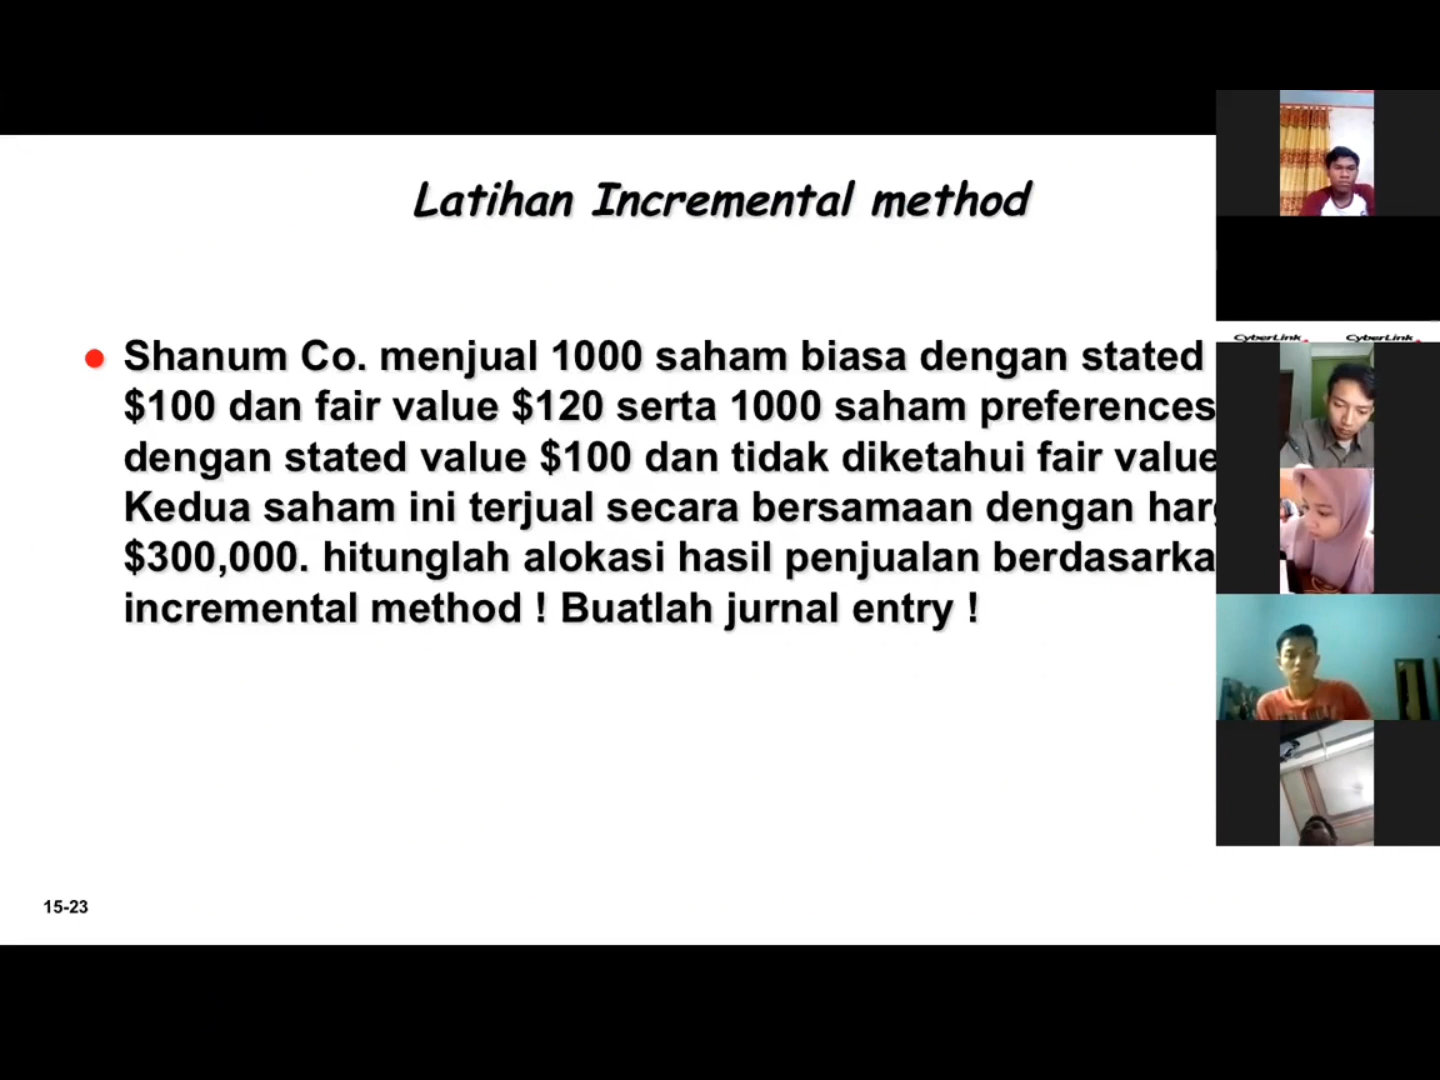 Latihan Incremental method
CyberLink CyberLink
Shanum Co. menjual 1000 saham biasa dengan stated
$100 dan fair value $120 serta 1000 saham preferences
dengan stated value $100 dan tidak diketahui fair value
Kedua saham ini terjual secara bersamaan dengan
$300,000. hitunglah alokasi hasil penjualan
incremental method ! Buatlah jurnal entry !
15-23